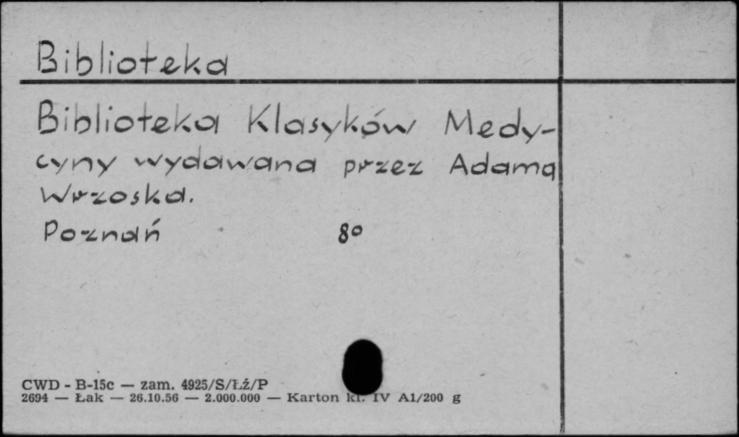 Biblioteka
Biblioteka Klasyków Medy-
cyny wydawana przez Adama
Wrzoska.
Poznań 8°
CWD - B-15c — zam. 4925/S/Łź/P
2694 — Łak — 26.10.56 — 2.000.000 — Karton kl. IV A1/200 g